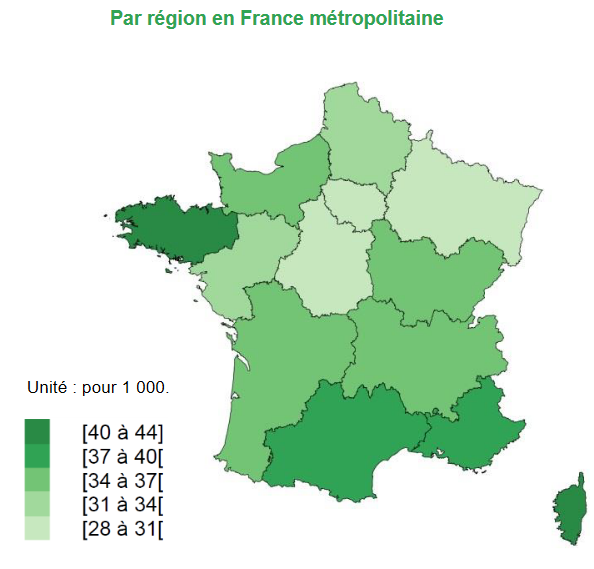 Par région en France métropolitaine
Unité : pour 1 000.
[40 à 44]
[37 à 40[
[34 à 37[
[31 à 34[
[28 à 31[